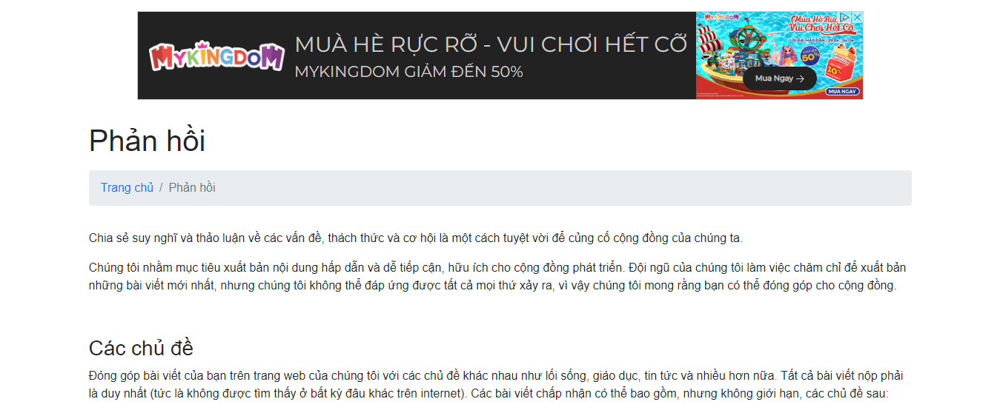 MYKINGDOM
MUÀ HÈ RỰC RỠ - VUI CHƠI HẾT CỠ
MYKINGDOM GIẢM ĐẾN 50%
MYKINGDOM
Mùa Hè Rực Rỡ
Vui Chơi Hết Cỡ
50%
10%
Mua Ngay →
MUA NGAY
Phản hồi
Trang chủ / Phản hồi
Chia sẻ suy nghĩ và thảo luận về các vấn đề, thách thức và cơ hội là một cách tuyệt vời để củng cố cộng đồng của chúng ta.
Chúng tôi nhằm mục tiêu xuất bản nội dung hấp dẫn và dễ tiếp cận, hữu ích cho cộng đồng phát triển. Đội ngũ của chúng tôi làm việc chăm chỉ để xuất bản
những bài viết mới nhất, nhưng chúng tôi không thể đáp ứng được tất cả mọi thứ xảy ra, vì vậy chúng tôi mong rằng bạn có thể đóng góp cho cộng đồng.
Các chủ đề
Đóng góp bài viết của bạn trên trang web của chúng tôi với các chủ đề khác nhau như lối sống, giáo dục, tin tức và nhiều hơn nữa. Tất cả bài viết nộp phải
là duy nhất (tức là không được tìm thấy ở bất kỳ đâu khác trên internet). Các bài viết chấp nhận có thể bao gồm, nhưng không giới hạn, các chủ đề sau: